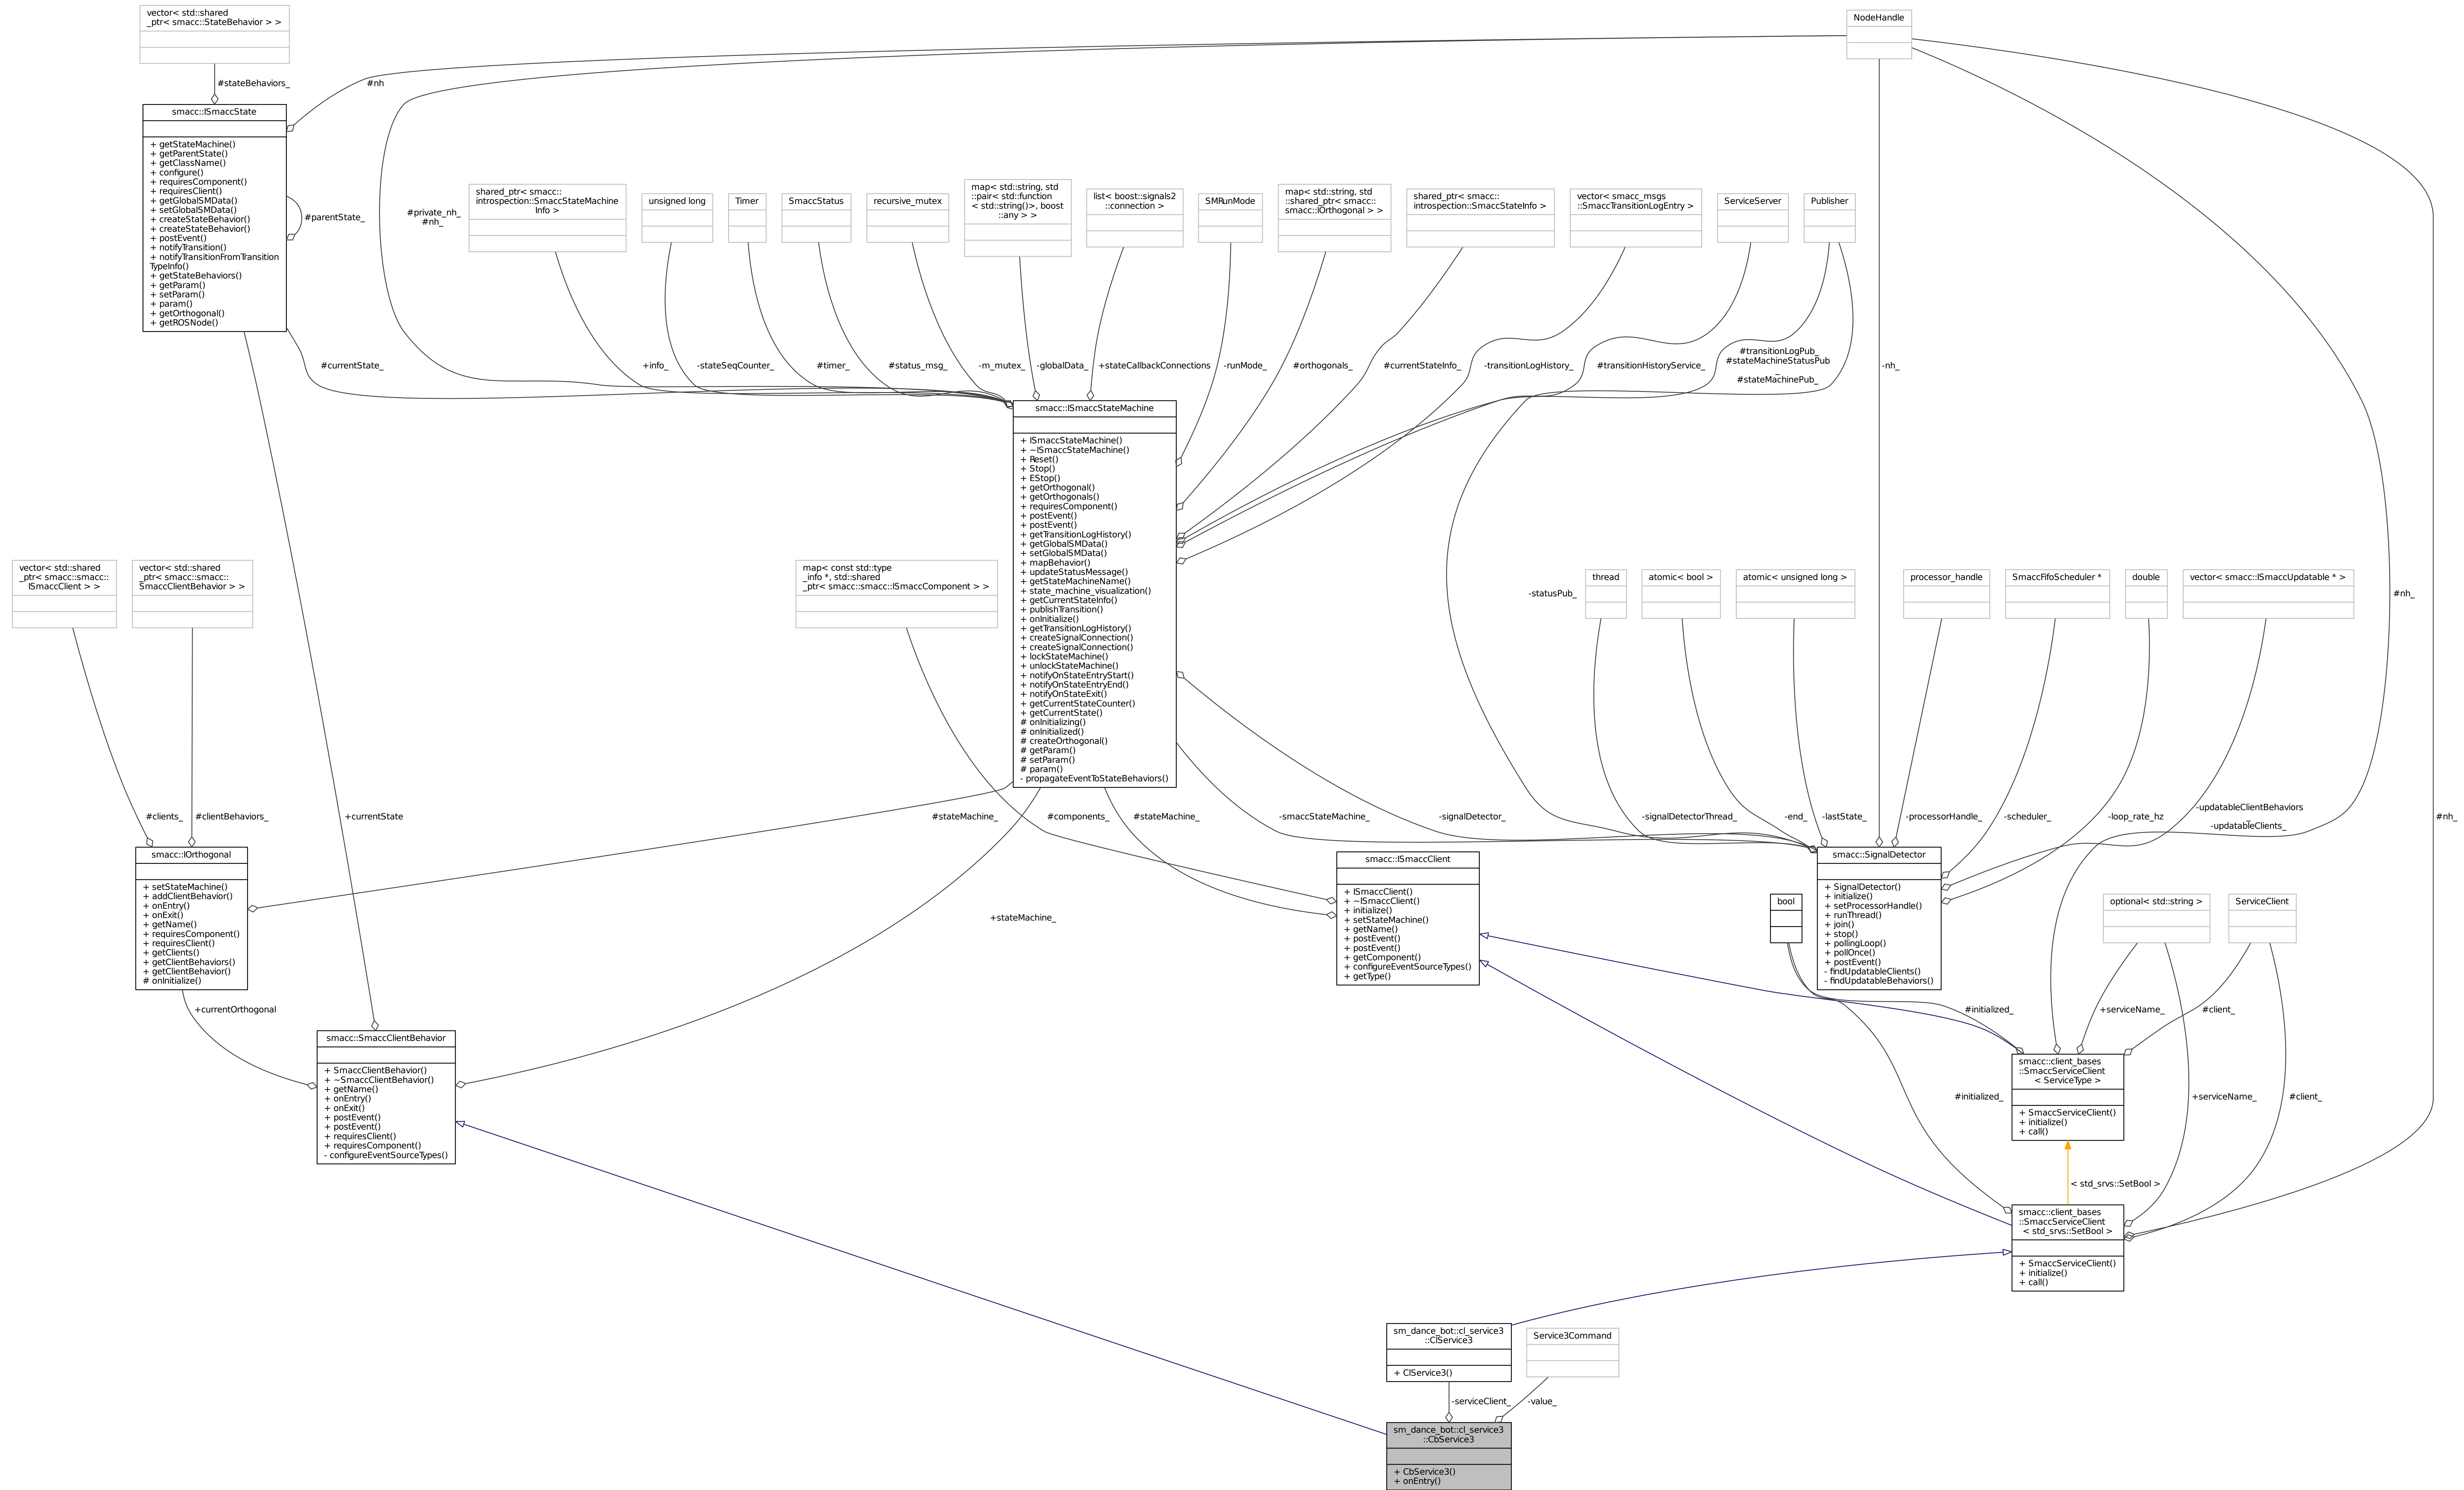 vector< std::shared
_ptr< smacc::StateBehavior > >
NodeHandle
#stateBehaviors_
#nh
smacc::ISmaccState
+ getStateMachine()
+ getParentState()
+ getClassName()
+ configure()
+ requiresComponent()
+ requiresClient()
+ getGlobalSMData()
+ setGlobalSMData()
+ createStateBehavior()
+ createStateBehavior()
+ postEvent()
+ notifyTransition()
+ notifyTransitionFromTransition
TypeInfo()
+ getStateBehaviors()
+ getParam()
+ setParam()
+ param()
+ getOrthogonal()
+ getROSNode()
#parentState_
#private_nh_
#nh_
shared_ptr< smacc::
introspection::SmaccStateMachine
Info >
unsigned long
Timer
SmaccStatus
recursive_mutex
map< std::string, std
::pair< std::function
< std::string()>, boost
::any > >
list< boost::signals2
::connection >
SMRunMode
map< std::string, std
::shared_ptr< smacc::
smacc::IOrthogonal > >
shared_ptr< smacc::
introspection::SmaccStateInfo >
vector< smacc_msgs
::SmaccTransitionLogEntry >
ServiceServer
Publisher
#currentState_
+info_
-stateSeqCounter_
#timer_
#status_msg_
-m_mutex_
-globalData_
+stateCallbackConnections
-runMode_
#orthogonals_
#currentStateInfo_
-transitionLogHistory_
#transitionHistoryService_
#transitionLogPub_
#stateMachineStatusPub
_
#stateMachinePub_
-nh_
smacc::ISmaccStateMachine
+ ISmaccStateMachine()
+ ~ISmaccStateMachine()
+ Reset()
+ Stop()
+ EStop()
+ getOrthogonal()
+ getOrthogonals()
+ requiresComponent()
+ postEvent()
+ postEvent()
+ getTransitionLogHistory()
+ getGlobalSMData()
+ setGlobalSMData()
+ mapBehavior()
+ updateStatusMessage()
+ getStateMachineName()
+ state_machine_visualization()
+ getCurrentStateInfo()
+ publishTransition()
+ onInitialize()
+ getTransitionLogHistory()
+ createSignalConnection()
+ createSignalConnection()
+ lockStateMachine()
+ unlockStateMachine()
+ notifyOnStateEntryStart()
+ notifyOnStateEntryEnd()
+ notifyOnStateExit()
+ getCurrentStateCounter()
+ getCurrentState()
# onInitializing()
# onInitialized()
# createOrthogonal()
# getParam()
# setParam()
# param()
- propagateEventToStateBehaviors()
vector< std::shared
_ptr< smacc::smacc::
ISmaccClient > >
vector< std::shared
_ptr< smacc::smacc::
SmaccClientBehavior > >
map< const std::type
_info *, std::shared
_ptr< smacc::smacc::ISmaccComponent > >
-statusPub_
thread
atomic< bool >
atomic< unsigned long >
processor_handle
SmaccFifoScheduler *
double
vector< smacc::ISmaccUpdatable * >
#nh_
#clients_
#clientBehaviors_
+currentState
#stateMachine_
#components_
#stateMachine_
-smaccStateMachine_
-signalDetector_
-signalDetectorThread_
-end_
-lastState_
-processorHandle_
-scheduler_
-loop_rate_hz
-updatableClientBehaviors
_
-updatableClients_
#nh_
smacc::IOrthogonal
+ setStateMachine()
+ addClientBehavior()
+ onEntry()
+ onExit()
+ getName()
+ requiresComponent()
+ requiresClient()
+ getClients()
+ getClientBehaviors()
+ getClientBehavior()
# onInitialize()
smacc::ISmaccClient
+ ISmaccClient()
+ ~ISmaccClient()
+ initialize()
+ setStateMachine()
+ getName()
+ postEvent()
+ postEvent()
+ getComponent()
+ configureEventSourceTypes()
+ getType()
smacc::SignalDetector
+ SignalDetector()
+ initialize()
+ setProcessorHandle()
+ runThread()
+ join()
+ stop()
+ pollingLoop()
+ pollOnce()
+ postEvent()
- findUpdatableClients()
- findUpdatableBehaviors()
bool
optional< std::string >
ServiceClient
+stateMachine_
+currentOrthogonal
#initialized_
+serviceName_
#client_
smacc::SmaccClientBehavior
+ SmaccClientBehavior()
+ ~SmaccClientBehavior()
+ getName()
+ onEntry()
+ onExit()
+ postEvent()
+ postEvent()
+ requiresClient()
+ requiresComponent()
- configureEventSourceTypes()
smacc::client_bases
::SmaccServiceClient
< ServiceType >
+ SmaccServiceClient()
+ initialize()
+ call()
#initialized_
+serviceName_
#client_
< std_srvs::SetBool >
smacc::client_bases
::SmaccServiceClient
< std_srvs::SetBool >
+ SmaccServiceClient()
+ initialize()
+ call()
sm_dance_bot::cl_service3
::ClService3
+ ClService3()
Service3Command
-serviceClient_
-value_
sm_dance_bot::cl_service3
::CbService3
+ CbService3()
+ onEntry()